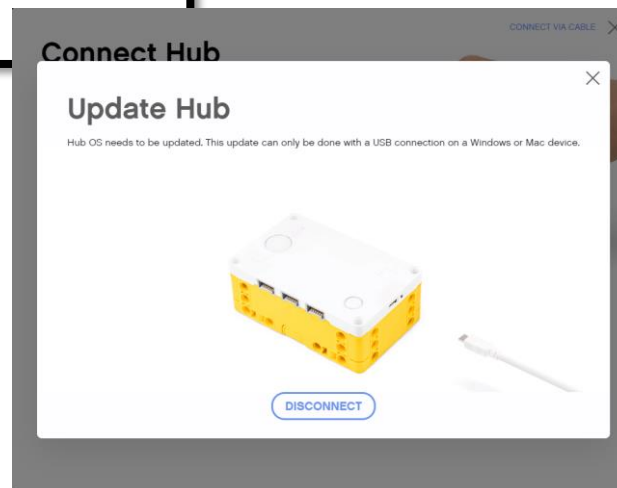 CONNECT VIA CABLE
Connect Hub
Update Hub
Hub OS needs to be updated. This update can only be done with a USB connection on a Windows or Mac device.
DISCONNECT